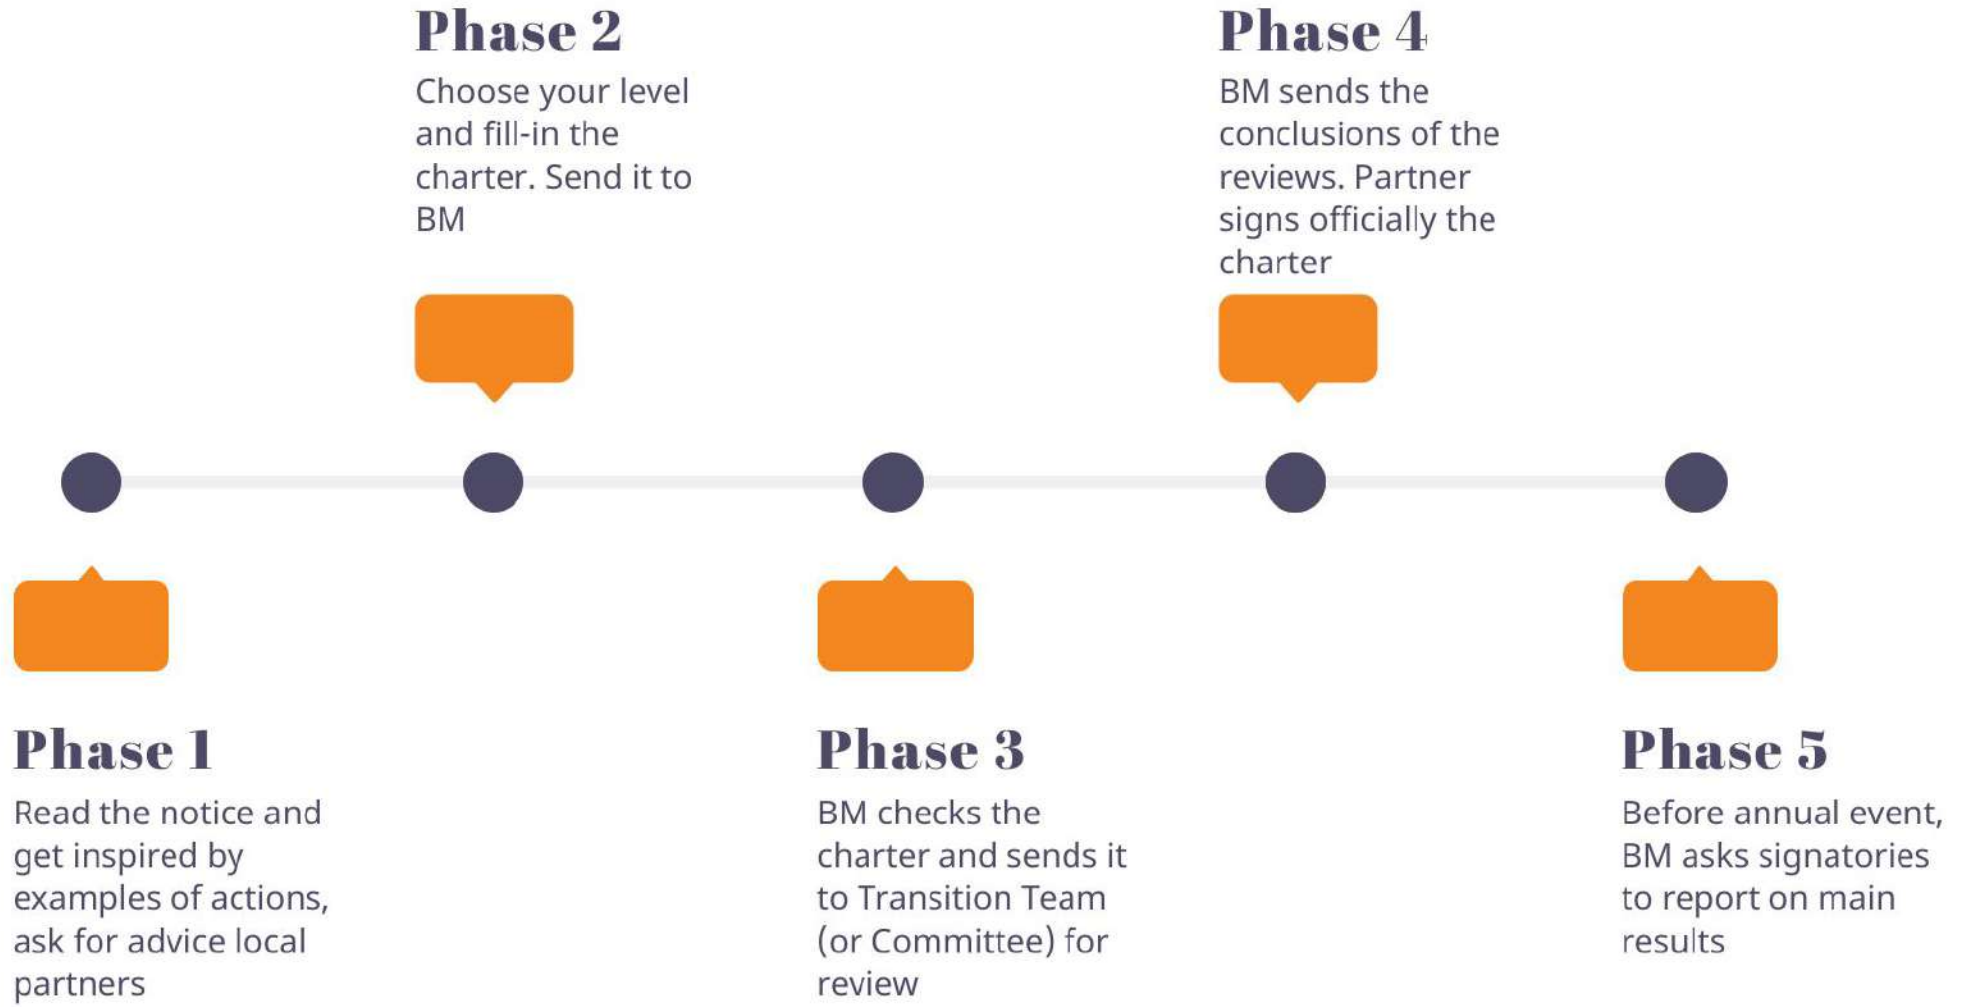 Phase 2
Choose your level
and fill-in the
charter. Send it to
BM
Phase 4
BM sends the
conclusions of the
reviews. Partner
signs officially the
charter
Phase 1
Read the notice and
get inspired by
examples of actions,
ask for advice local
partners
Phase 3
BM checks the
charter and sends it
to Transition Team
(or Committee) for
review
Phase 5
Before annual event,
BM asks signatories
to report on main
results